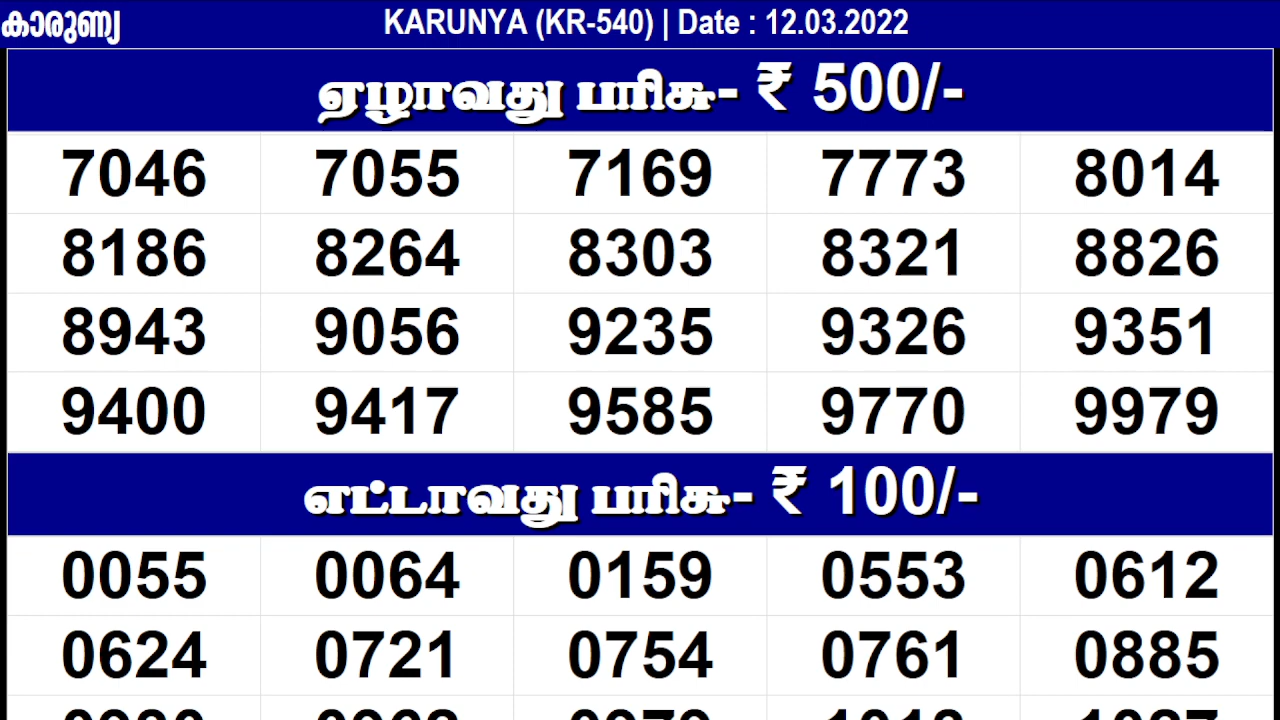 കാരുണ്യ KARUNYA (KR-540) | Date : 12.03.2022
ஏழாவது பரிசு- ₹ 500/-
7046 7055 7169 7773 8014
8186 8264 8303 8321 8826
8943 9056 9235 9326 9351
9400 9417 9585 9770 9979
எட்டாவது பரிசு- ₹ 100/-
0055 0064 0159 0553 0612
0624 0721 0754 0761 0885